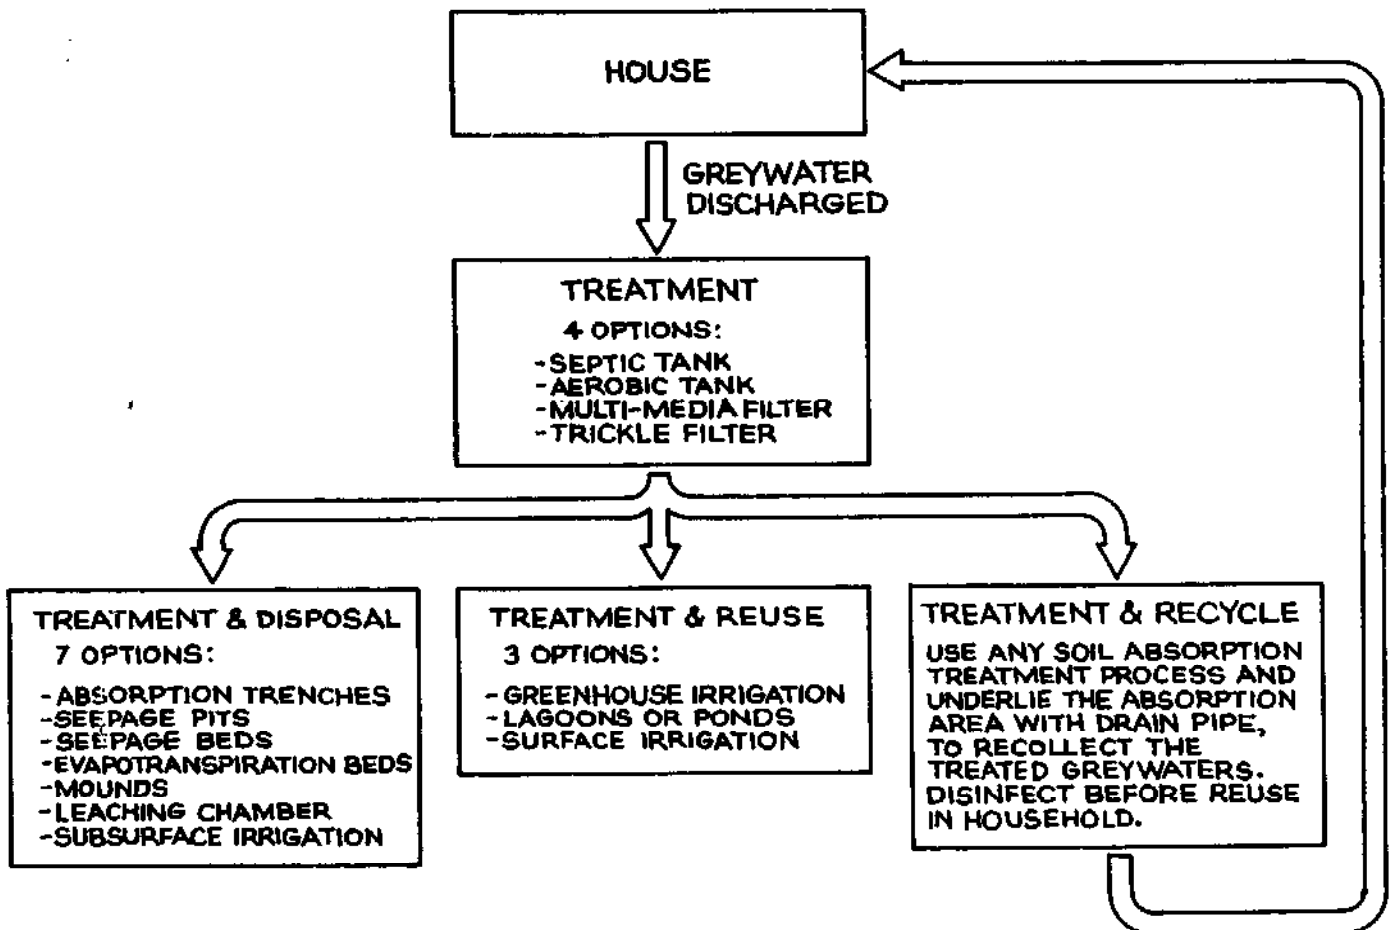 HOUSE
GREYWATER
DISCHARGED
TREATMENT
4 OPTIONS:
-SEPTIC TANK
-AEROBIC TANK
-MULTI-MEDIA FILTER
-TRICKLE FILTER
TREATMENT & DISPOSAL
7 OPTIONS:
-ABSORPTION TRENCHES
-SEEPAGE PITS
-SEEPAGE BEDS
-EVAPOTRANSPIRATION BEDS
-MOUNDS
-LEACHING CHAMBER
-SUBSURFACE IRRIGATION
TREATMENT & REUSE
3 OPTIONS:
-GREENHOUSE IRRIGATION
-LAGOONS OR PONDS
-SURFACE IRRIGATION
TREATMENT & RECYCLE
USE ANY SOIL ABSORPTION
TREATMENT PROCESS AND
UNDERLIE THE ABSORPTION
AREA WITH DRAIN PIPE,
TO RECOLLECT THE
TREATED GREYWATERS.
DISINFECT BEFORE REUSE
IN HOUSEHOLD.